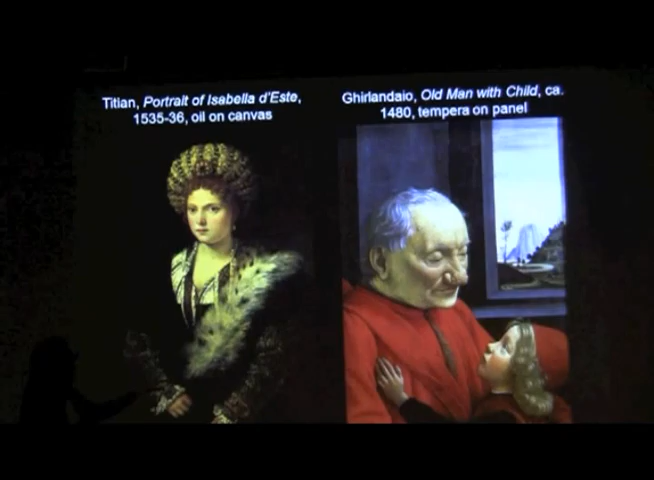 Titian, Portrait of Isabella d'Este,
1535-36, oil on canvas
Ghirlandaio, Old Man with Child, ca.
1480, tempera on panel